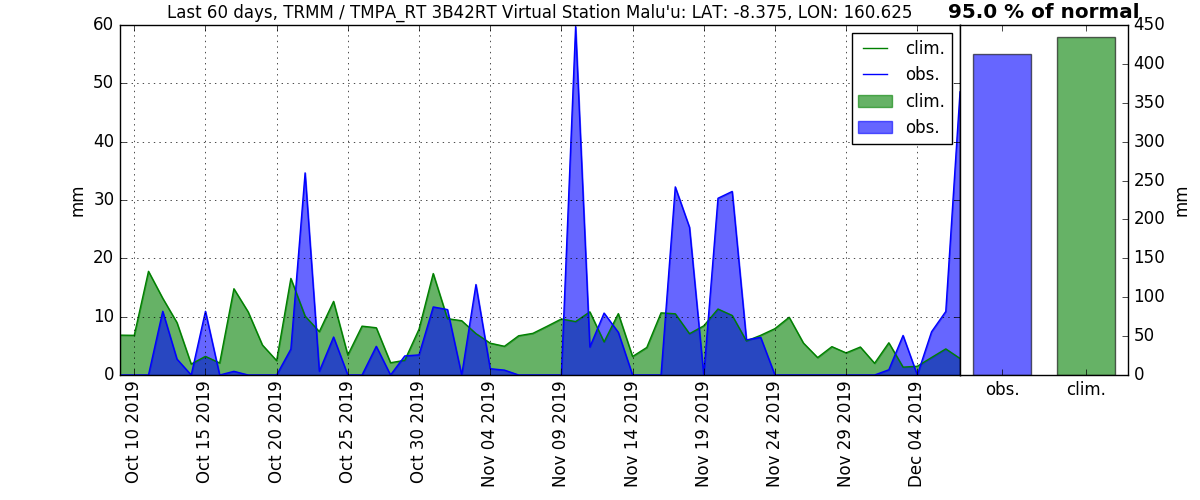 Last 60 days, TRMM / TMPA_RT 3B42RT Virtual Station Malu'u: LAT: -8.375, LON: 160.625
95.0 % of normal
60
50
40
30
20
10
0
mm
clim.
obs.
clim.
obs.
450
400
350
300
250
200
150
100
50
0
mm
Oct 10 2019
Oct 15 2019
Oct 20 2019
Oct 25 2019
Oct 30 2019
Nov 04 2019
Nov 09 2019
Nov 14 2019
Nov 19 2019
Nov 24 2019
Nov 29 2019
Dec 04 2019
obs.
clim.